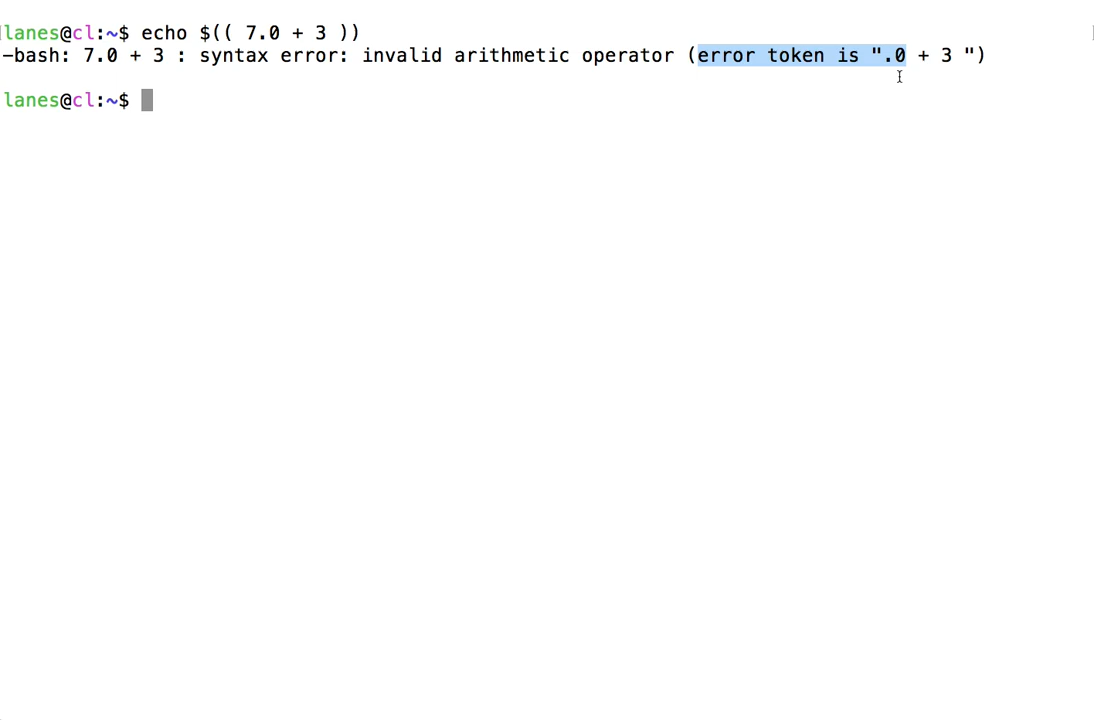 lanes@cl:~$ echo $(( 7.0 + 3 ))
-bash: 7.0 + 3 : syntax error: invalid arithmetic operator (error token is ".0 + 3 ")
lanes@cl:~$